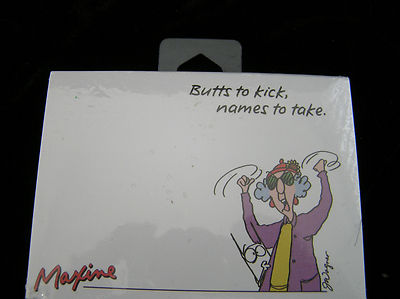 Butts to kick,
names to take.
Maxine